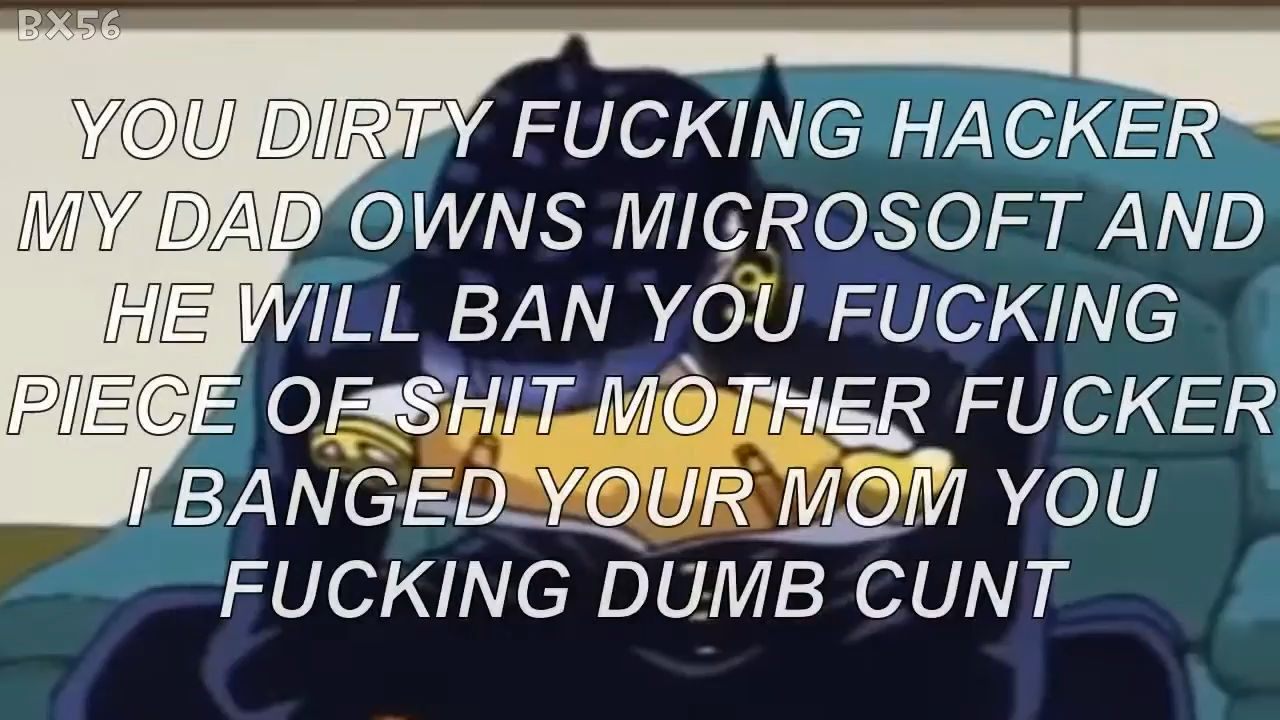 BX56
YOU DIRTY FUCKING HACKER
MY DAD OWNS MICROSOFT AND
HE WILL BAN YOU FUCKING
PIECE OF SHIT MOTHER FUCKER
I BANGED YOUR MOM YOU
FUCKING DUMB CUNT